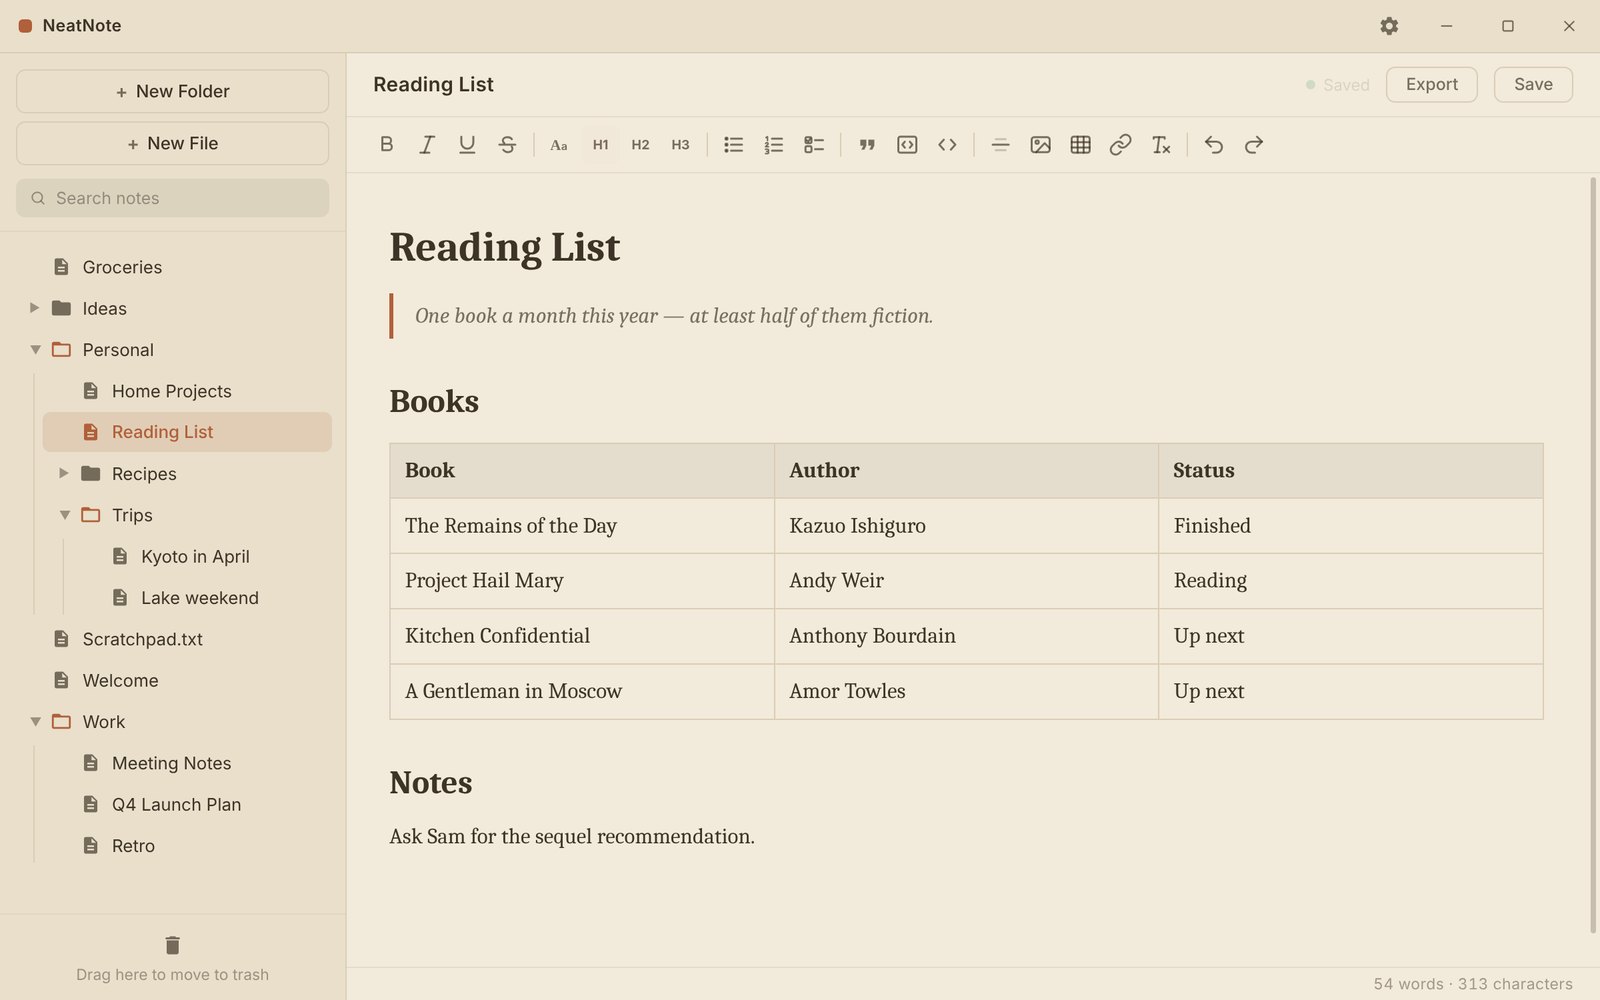 NeatNote
+ New Folder
+ New File
Search notes
Groceries
Ideas
Personal
Home Projects
Reading List
Recipes
Trips
Kyoto in April
Lake weekend
Scratchpad.txt
Welcome
Work
Meeting Notes
Q4 Launch Plan
Retro
Drag here to move to trash
Reading List
Saved
Export
Save
B I U S Aa H1 H2 H3
Reading List
One book a month this year — at least half of them fiction.
Books
Book Author Status
The Remains of the Day Kazuo Ishiguro Finished
Project Hail Mary Andy Weir Reading
Kitchen Confidential Anthony Bourdain Up next
A Gentleman in Moscow Amor Towles Up next
Notes
Ask Sam for the sequel recommendation.
54 words · 313 characters